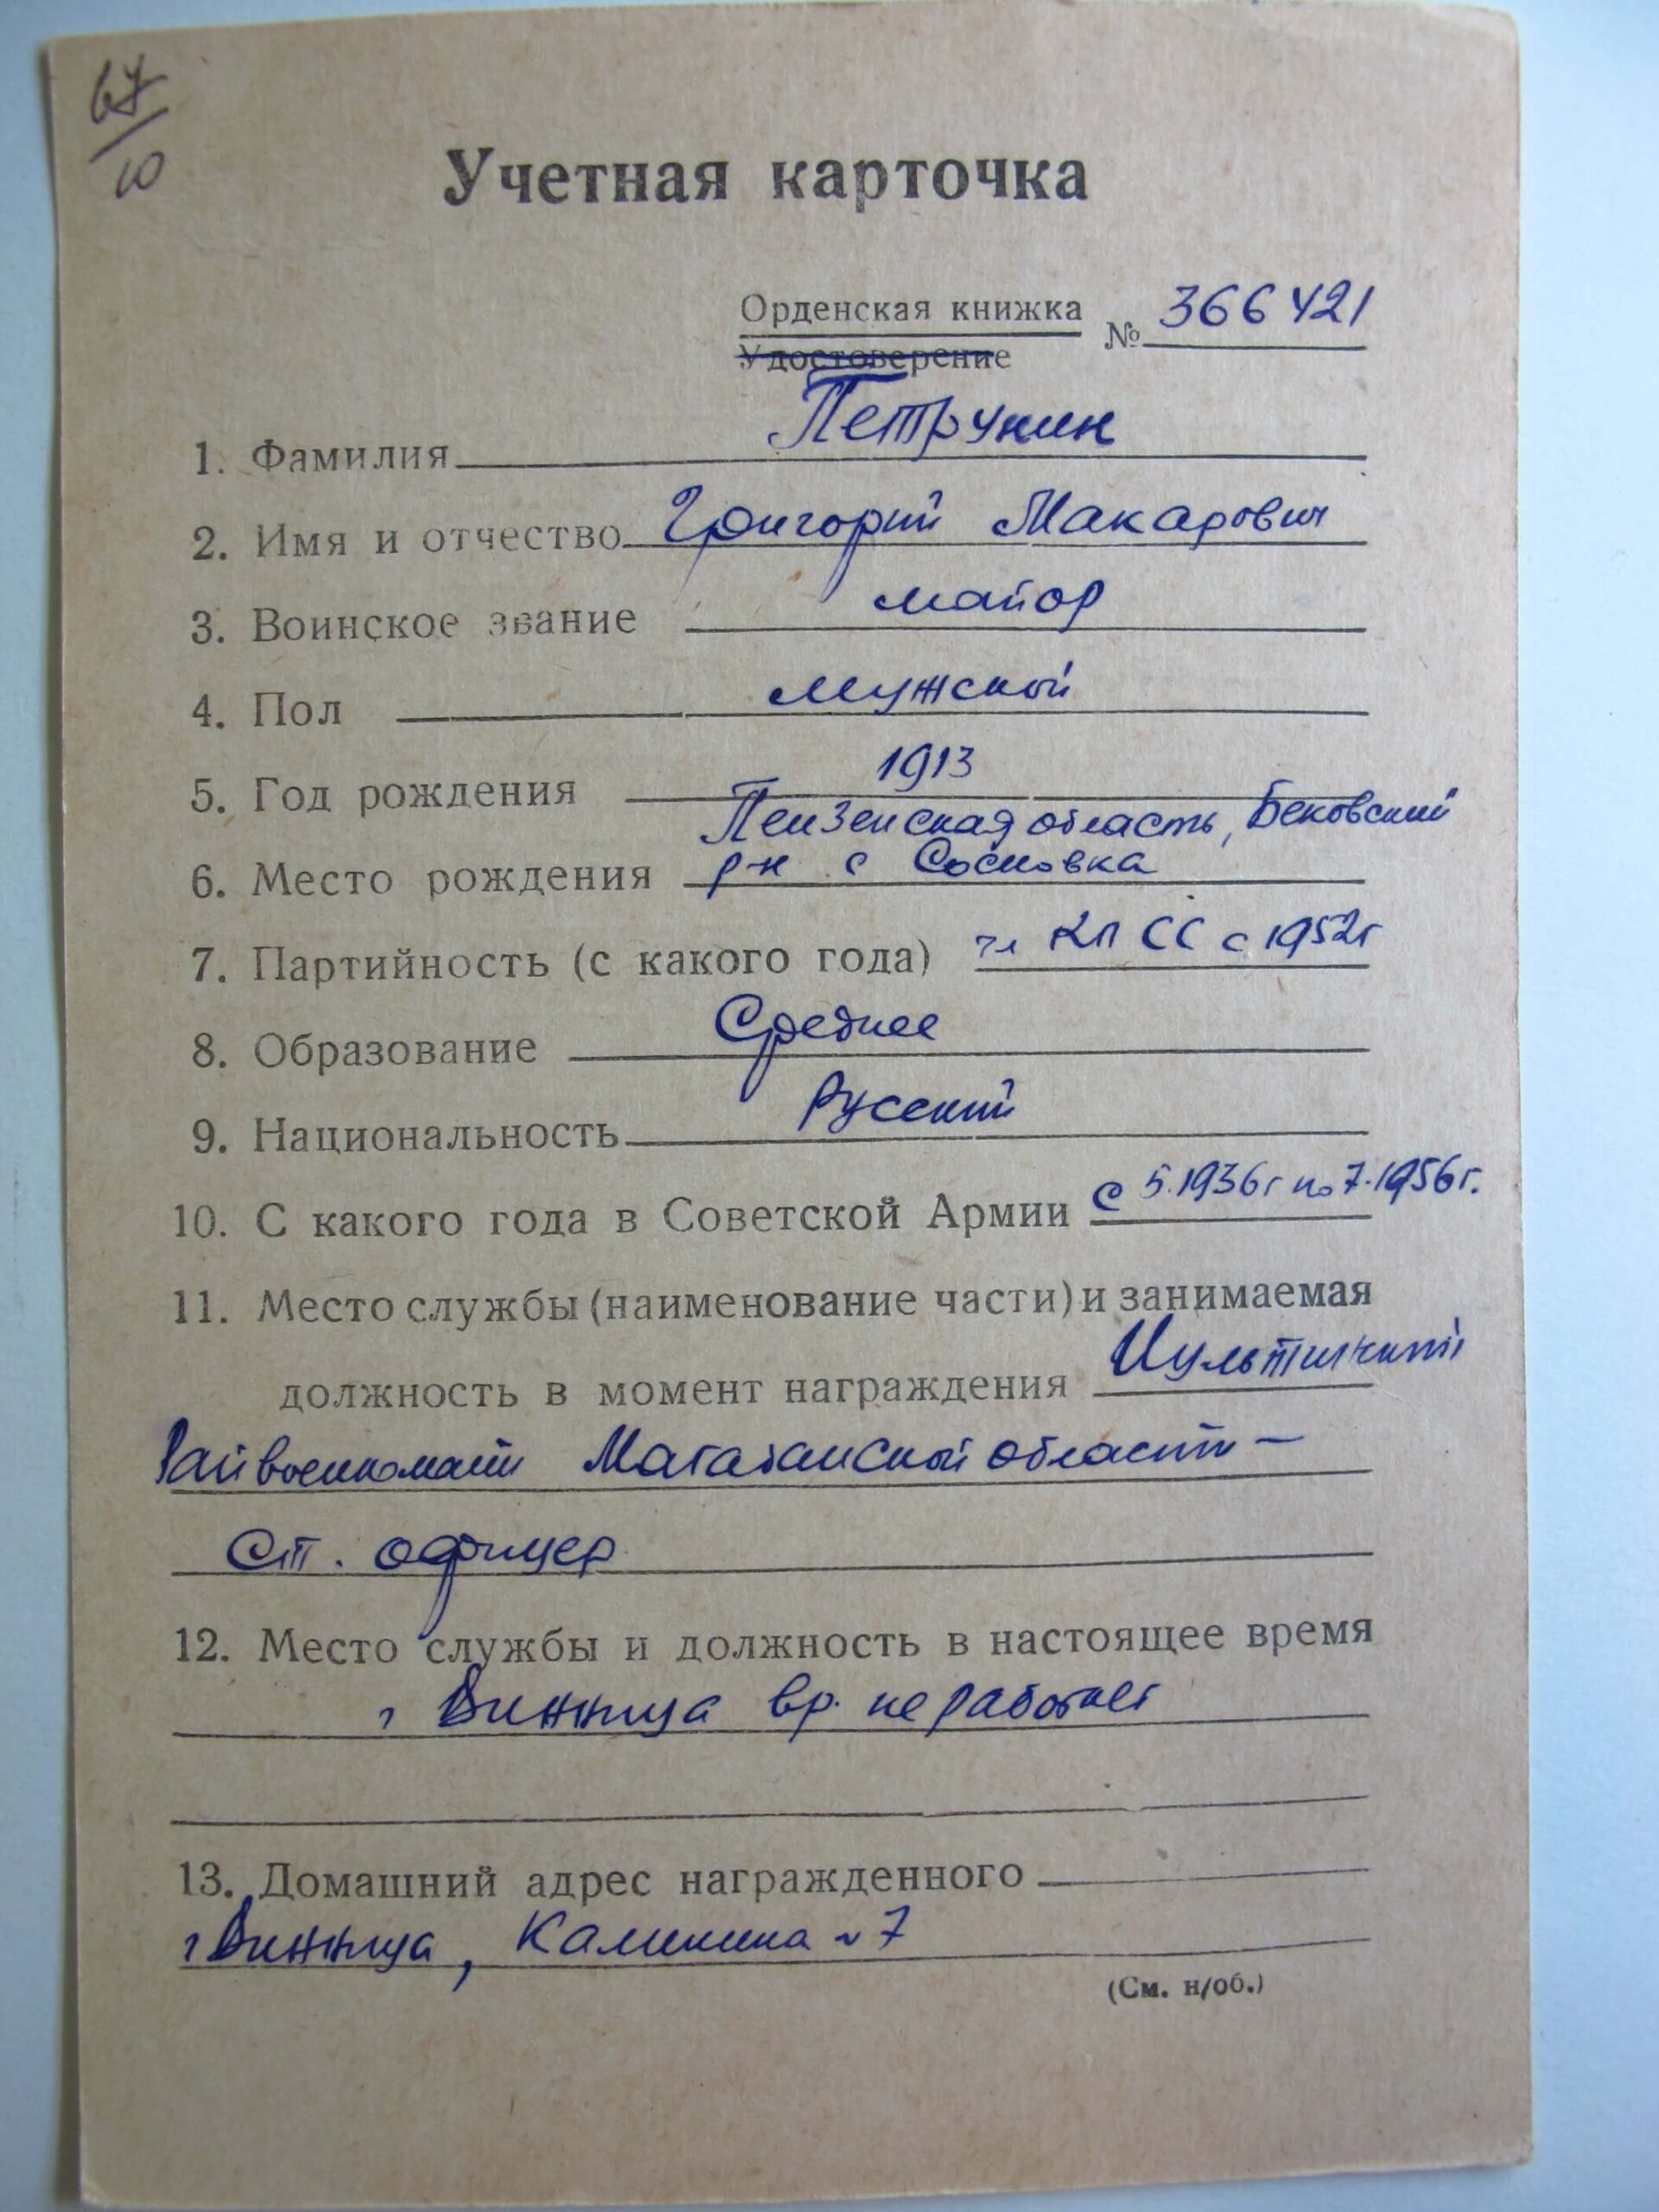 67
10
Учетная карточка
Орденская книжка № 366421
Удостоверение
1. Фамилия Петрунин
2. Имя и отчество Григорий Макарович
3. Воинское звание майор
4. Пол мужской
5. Год рождения 1913
Пензенская область, Бековский
6. Место рождения р-н с Сосновка
7. Партийность (с какого года) чл КПСС с 1952г
8. Образование Среднее
9. Национальность Русский
10. С какого года в Советской Армии с 5.1936г по 7.1956г.
11. Место службы (наименование части) и занимаемая
должность в момент награждения Иультинский
Райвоенкомат Магаданской области –
Ст. офицер
12. Место службы и должность в настоящее время
г Винница вр. не работает
13. Домашний адрес награжденного
г Винница, Калинина № 7
(См. н/об.)